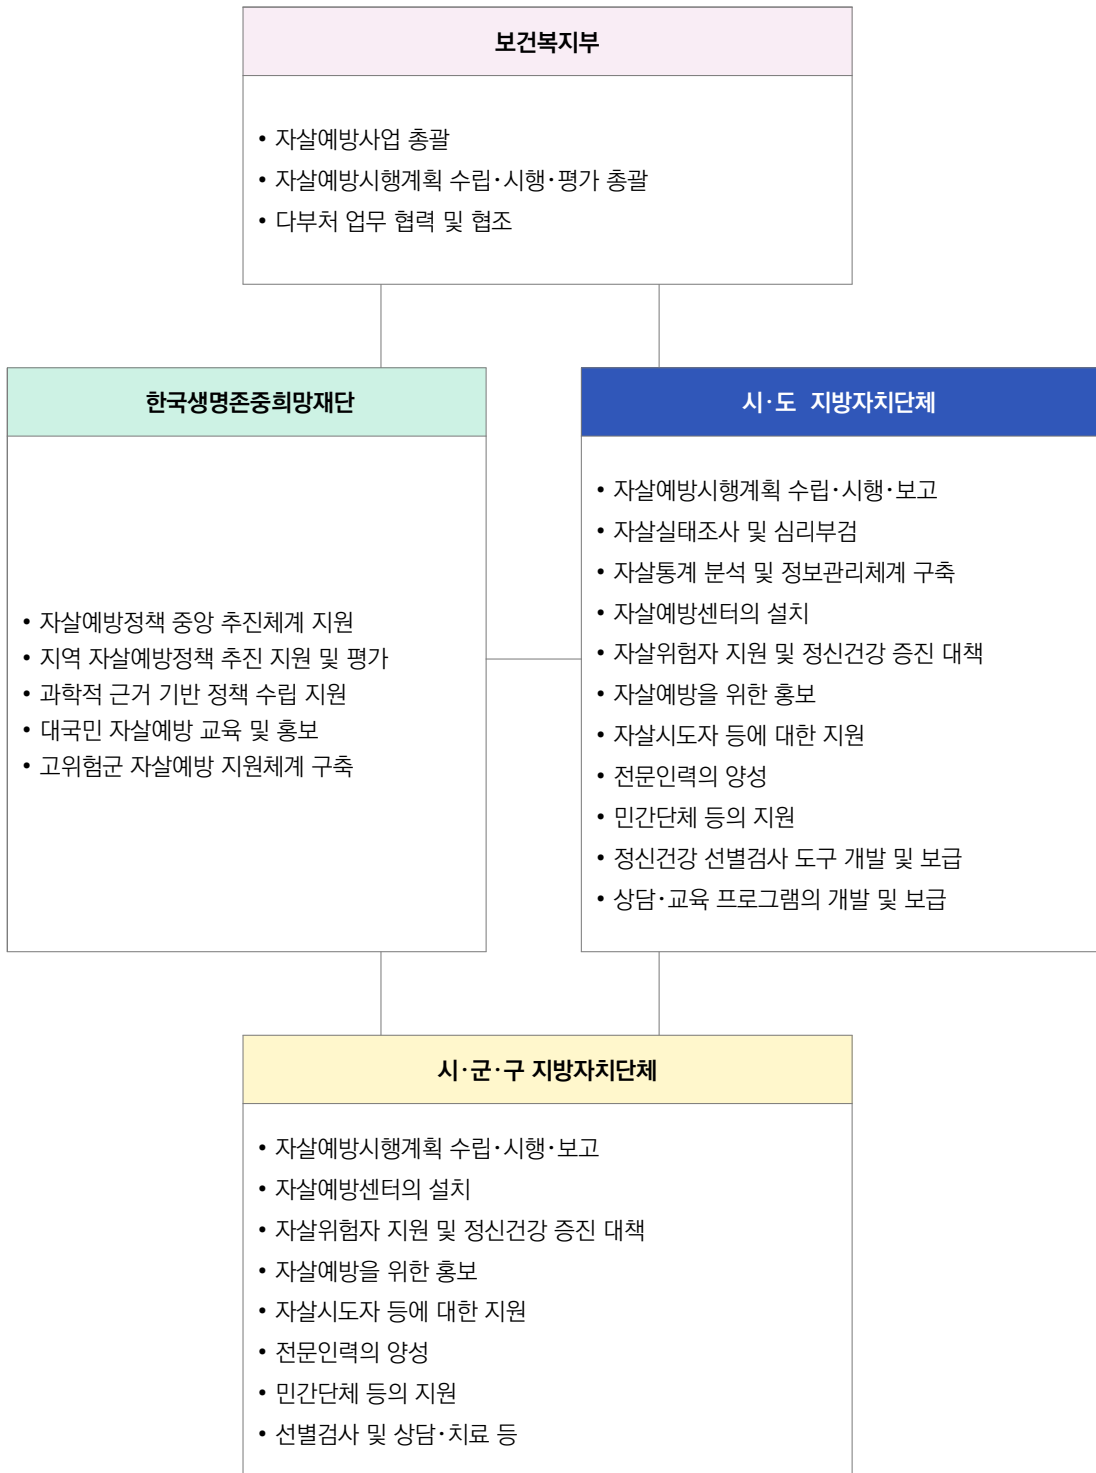 보건복지부
• 자살예방사업 총괄
• 자살예방시행계획 수립·시행·평가 총괄
• 다부처 업무 협력 및 협조
한국생명존중희망재단
• 자살예방정책 중앙 추진체계 지원
• 지역 자살예방정책 추진 지원 및 평가
• 과학적 근거 기반 정책 수립 지원
• 대국민 자살예방 교육 및 홍보
• 고위험군 자살예방 지원체계 구축
시·도 지방자치단체
• 자살예방시행계획 수립·시행·보고
• 자살실태조사 및 심리부검
• 자살통계 분석 및 정보관리체계 구축
• 자살예방센터의 설치
• 자살위험자 지원 및 정신건강 증진 대책
• 자살예방을 위한 홍보
• 자살시도자 등에 대한 지원
• 전문인력의 양성
• 민간단체 등의 지원
• 정신건강 선별검사 도구 개발 및 보급
• 상담·교육 프로그램의 개발 및 보급
시·군·구 지방자치단체
• 자살예방시행계획 수립·시행·보고
• 자살예방센터의 설치
• 자살위험자 지원 및 정신건강 증진 대책
• 자살예방을 위한 홍보
• 자살시도자 등에 대한 지원
• 전문인력의 양성
• 민간단체 등의 지원
• 선별검사 및 상담·치료 등